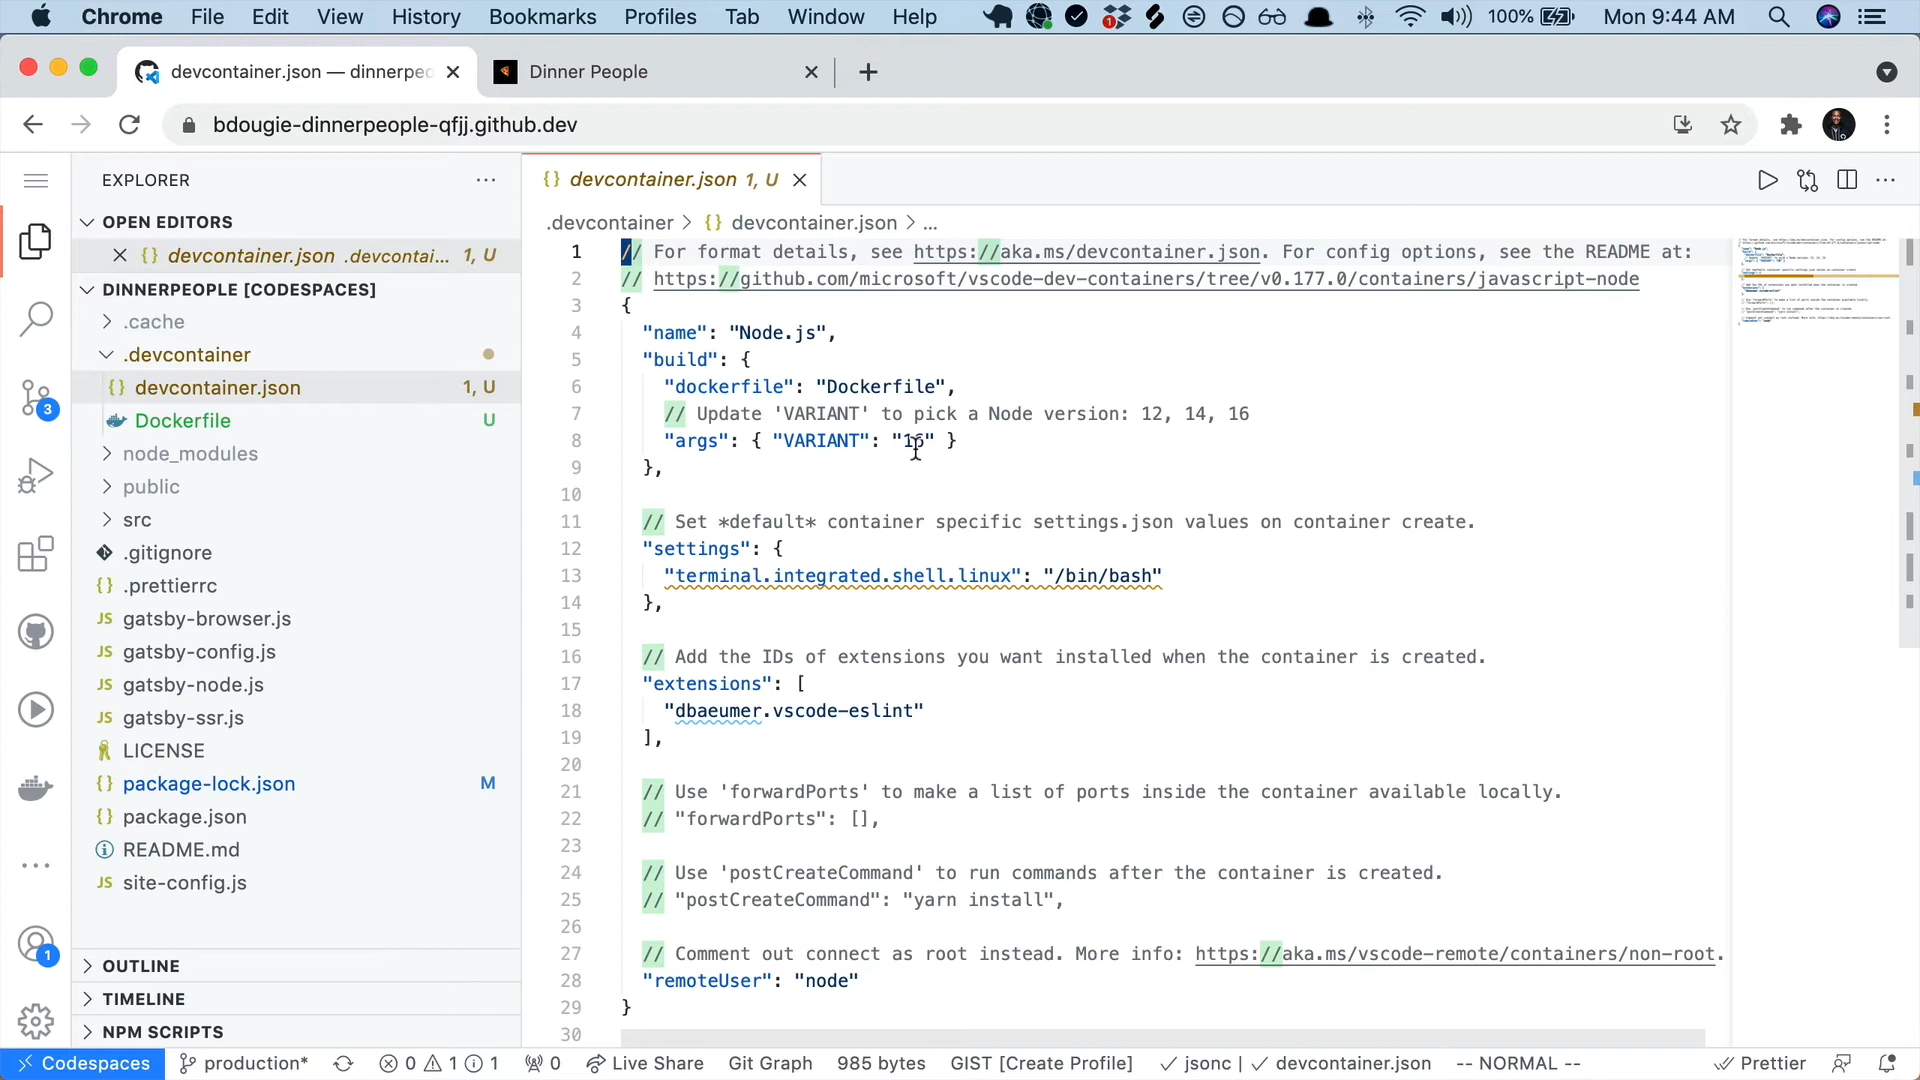 Chrome File Edit View History Bookmarks Profiles Tab Window Help 1 100% Mon 9:44 AM
devcontainer.json — dinnerpeo Dinner People
bdougie-dinnerpeople-qfjj.github.dev
EXPLORER
OPEN EDITORS
devcontainer.json .devcontai... 1, U
DINNERPEOPLE [CODESPACES]
.cache
.devcontainer
devcontainer.json 1, U
Dockerfile U
node_modules
public
src
.gitignore
.prettierrc
gatsby-browser.js
gatsby-config.js
gatsby-node.js
gatsby-ssr.js
LICENSE
package-lock.json M
package.json
README.md
site-config.js
OUTLINE
TIMELINE
NPM SCRIPTS
3
1
devcontainer.json 1, U
.devcontainer > {} devcontainer.json > ...
1 // For format details, see https://aka.ms/devcontainer.json. For config options, see the README at:
2 // https://github.com/microsoft/vscode-dev-containers/tree/v0.177.0/containers/javascript-node
3 {
4 "name": "Node.js",
5 "build": {
6 "dockerfile": "Dockerfile",
7 // Update 'VARIANT' to pick a Node version: 12, 14, 16
8 "args": { "VARIANT": "16" }
9 },
10
11 // Set *default* container specific settings.json values on container create.
12 "settings": {
13 "terminal.integrated.shell.linux": "/bin/bash"
14 },
15
16 // Add the IDs of extensions you want installed when the container is created.
17 "extensions": [
18 "dbaeumer.vscode-eslint"
19 ],
20
21 // Use 'forwardPorts' to make a list of ports inside the container available locally.
22 // "forwardPorts": [],
23
24 // Use 'postCreateCommand' to run commands after the container is created.
25 // "postCreateCommand": "yarn install",
26
27 // Comment out connect as root instead. More info: https://aka.ms/vscode-remote/containers/non-root.
28 "remoteUser": "node"
29 }
30
Codespaces production* 0 1 1 0 Live Share Git Graph 985 bytes GIST [Create Profile] jsonc | devcontainer.json -- NORMAL -- Prettier